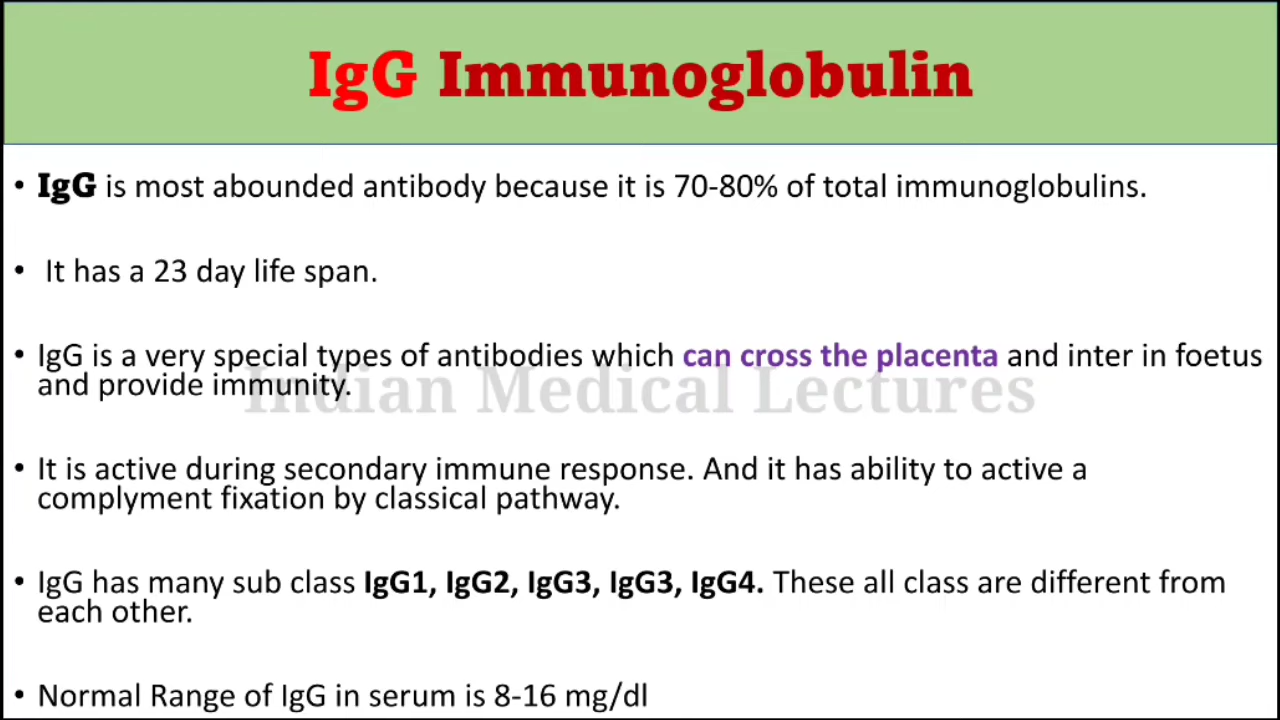 IgG Immunoglobulin
• IgG is most abounded antibody because it is 70-80% of total immunoglobulins.
• It has a 23 day life span.
• IgG is a very special types of antibodies which can cross the placenta and inter in foetus
and provide immunity.
Indian Medical Lectures
• It is active during secondary immune response. And it has ability to active a
complyment fixation by classical pathway.
• IgG has many sub class IgG1, IgG2, IgG3, IgG3, IgG4. These all class are different from
each other.
• Normal Range of IgG in serum is 8-16 mg/dl